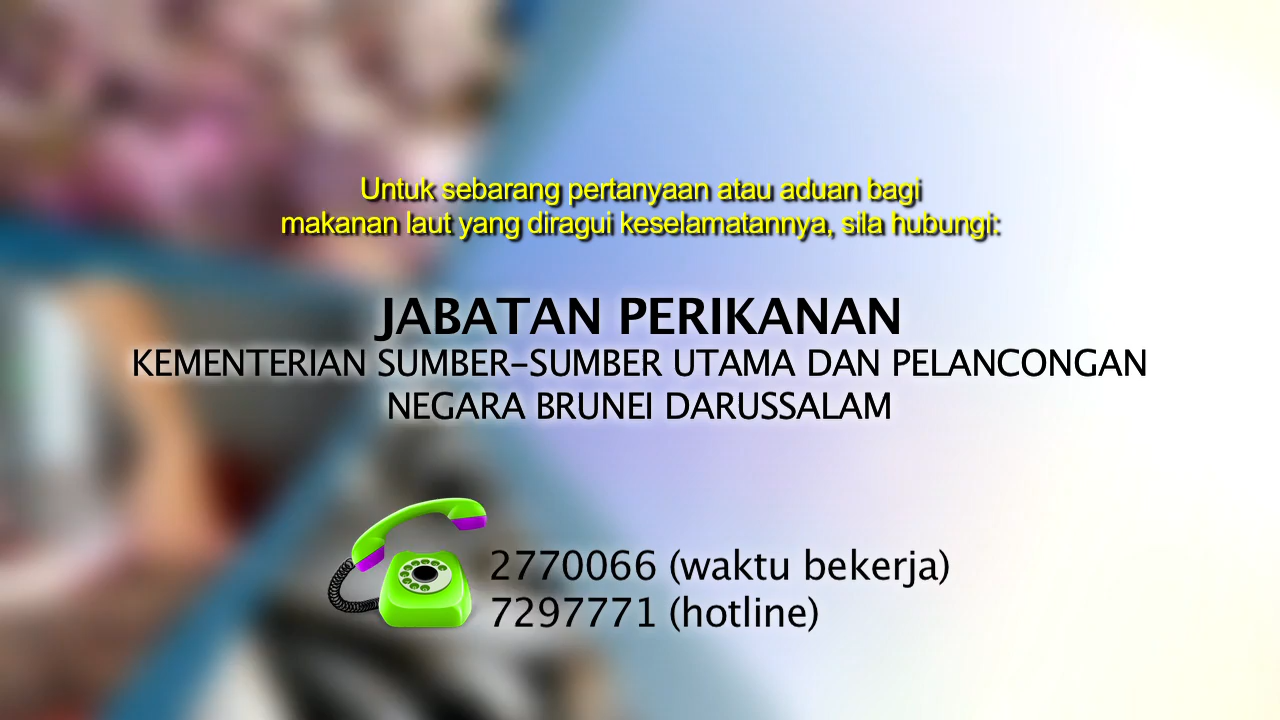 Untuk sebarang pertanyaan atau aduan bagi
makanan laut yang diragui keselamatannya, sila hubungi:
JABATAN PERIKANAN
KEMENTERIAN SUMBER-SUMBER UTAMA DAN PELANCONGAN
NEGARA BRUNEI DARUSSALAM
2770066 (waktu bekerja)
7297771 (hotline)